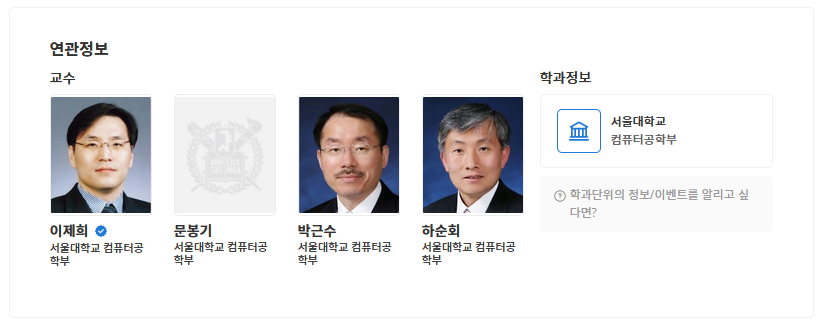 연관정보
교수
이제희
서울대학교 컴퓨터공
학부
문봉기
서울대학교 컴퓨터공
학부
박근수
서울대학교 컴퓨터공
학부
하순회
서울대학교 컴퓨터공
학부
학과정보
서울대학교
컴퓨터공학부
학과단위의 정보/이벤트를 알리고 싶
다면?